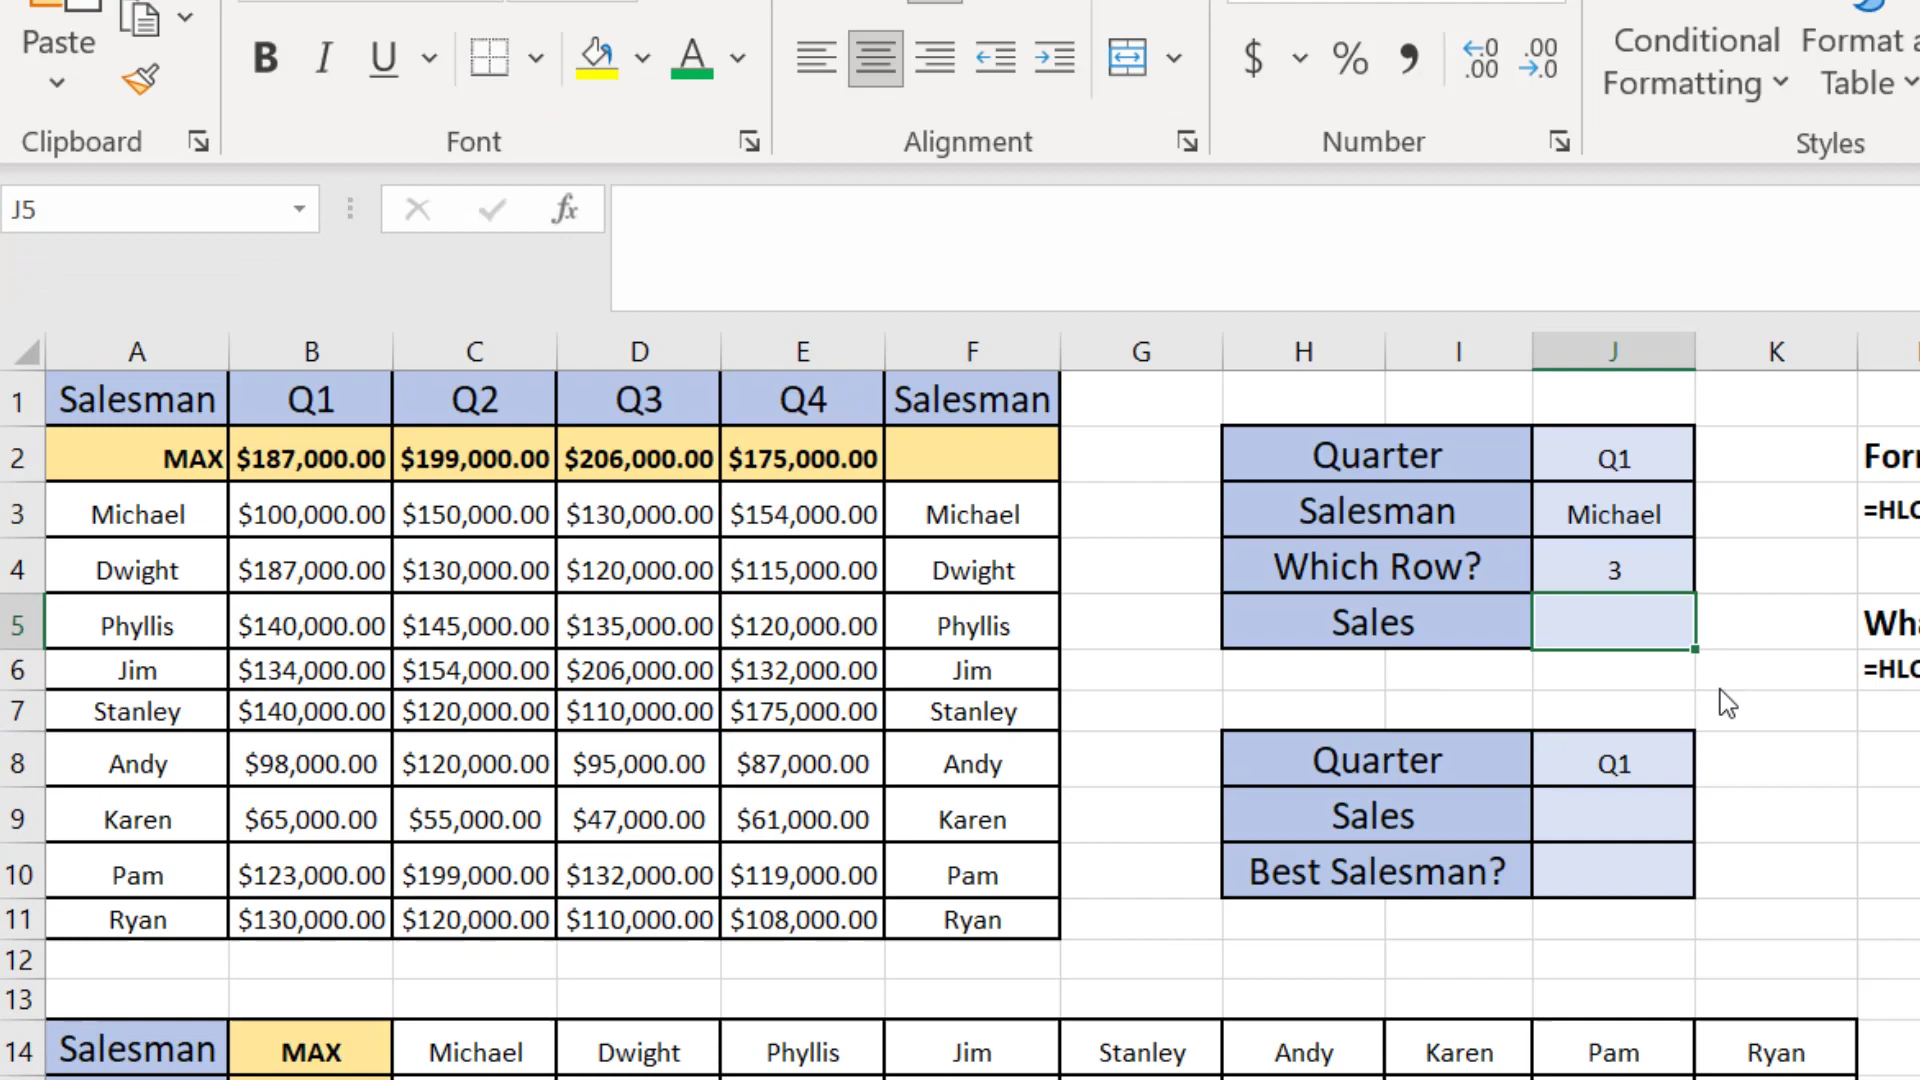 Paste
B I U A $ % 9 .00 .00 .0
Conditional Formatting
Format a Table
Clipboard Font Alignment Number Styles
J5 fx
A B C D E F G H I J K
1 Salesman Q1 Q2 Q3 Q4 Salesman
2 MAX $187,000.00 $199,000.00 $206,000.00 $175,000.00 Quarter Q1 Forr
3 Michael $100,000.00 $150,000.00 $130,000.00 $154,000.00 Michael Salesman Michael =HLC
4 Dwight $187,000.00 $130,000.00 $120,000.00 $115,000.00 Dwight Which Row? 3
5 Phyllis $140,000.00 $145,000.00 $135,000.00 $120,000.00 Phyllis Sales Wha
6 Jim $134,000.00 $154,000.00 $206,000.00 $132,000.00 Jim =HLC
7 Stanley $140,000.00 $120,000.00 $110,000.00 $175,000.00 Stanley
8 Andy $98,000.00 $120,000.00 $95,000.00 $87,000.00 Andy Quarter Q1
9 Karen $65,000.00 $55,000.00 $47,000.00 $61,000.00 Karen Sales
10 Pam $123,000.00 $199,000.00 $132,000.00 $119,000.00 Pam Best Salesman?
11 Ryan $130,000.00 $120,000.00 $110,000.00 $108,000.00 Ryan
12
13
14 Salesman MAX Michael Dwight Phyllis Jim Stanley Andy Karen Pam Ryan